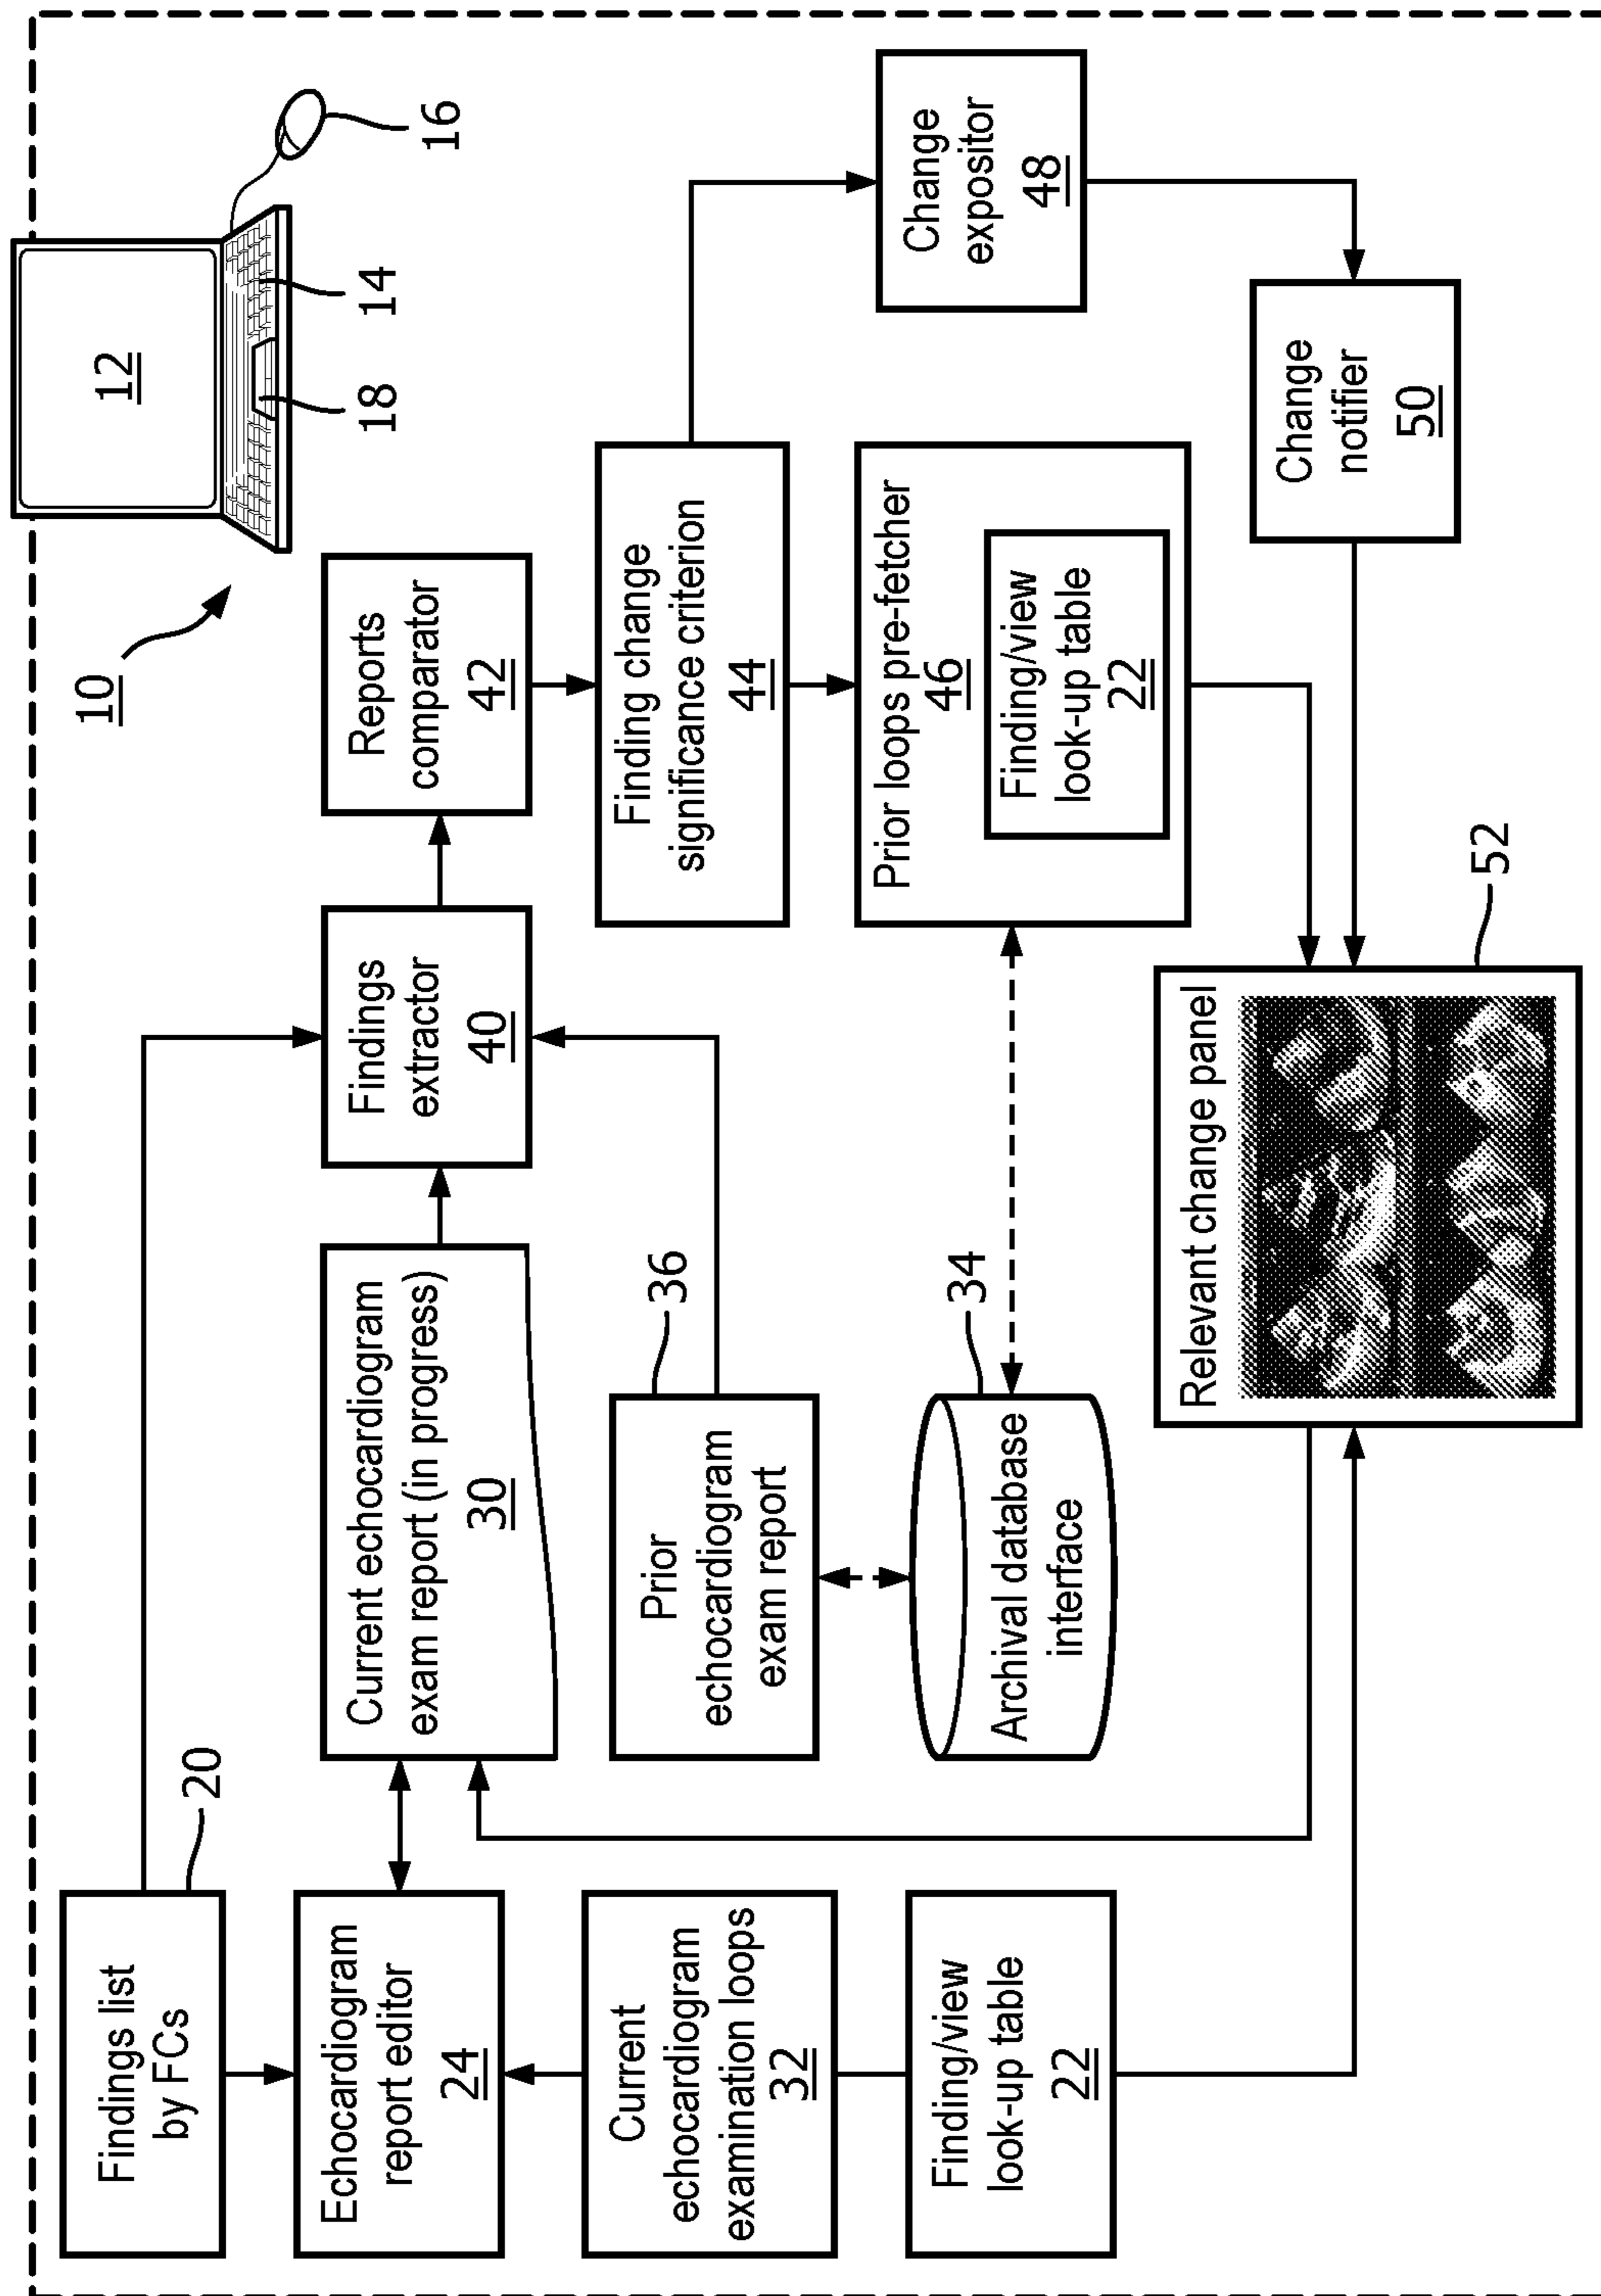 Findings list
by FCs
20
Echocardiogram
report editor
24
Current
echocardiogram
examination loops
32
Finding/view
look-up table
22
Current echocardiogram
exam report (in progress)
30
Prior
echocardiogram
exam report
36
Archival database
interface
34
Findings
extractor
40
Reports
comparator
42
Finding change
significance criterion
44
Prior loops pre-fetcher
46
Finding/view
look-up table
22
Relevant change panel
52
Change
expositor
48
Change
notifier
50
10
12
18
14
16